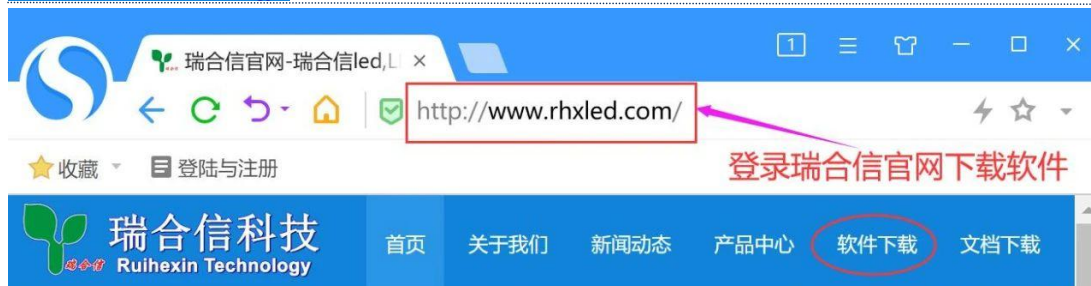 瑞合信官网-瑞合信led,L
1
http://www.rhxled.com/
收藏
登陆与注册
登录瑞合信官网下载软件
瑞合信科技
瑞合信
Ruihexin Technology
首页
关于我们
新闻动态
产品中心
软件下载
文档下载